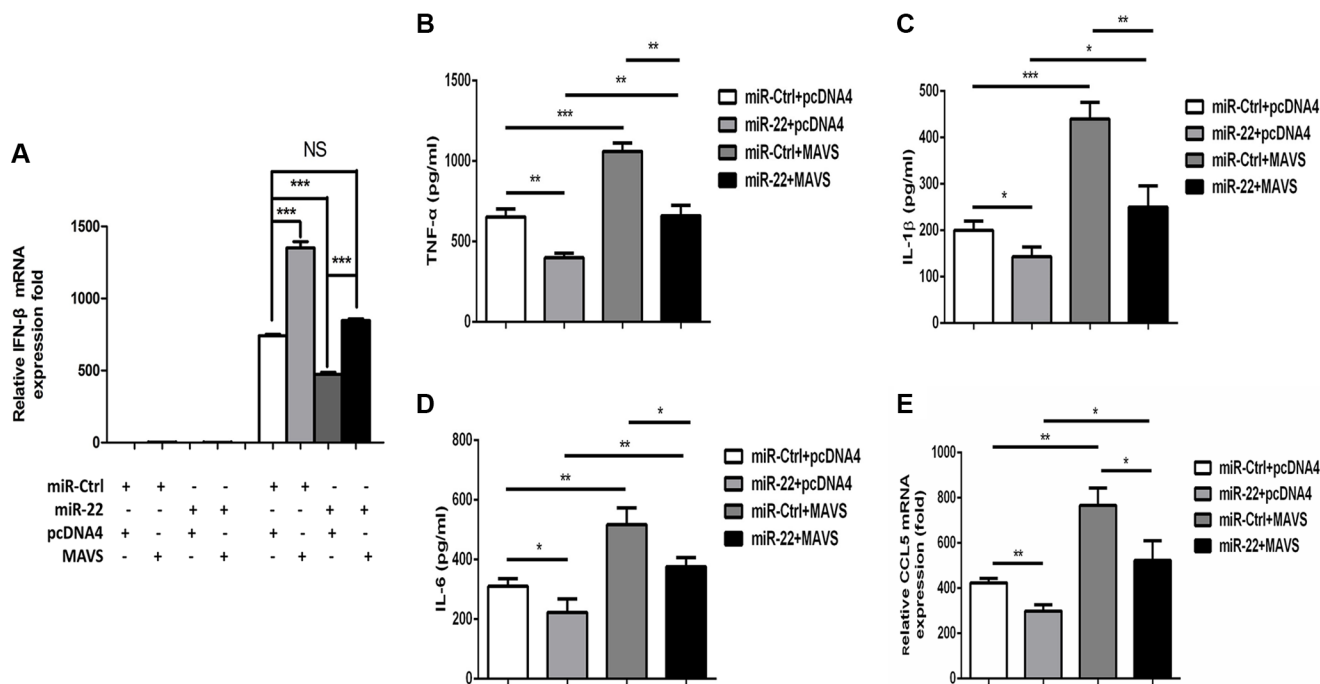 A
Relative IFN-β mRNA
expression fold
1500
1000
500
0
NS
***
***
***
miR-Ctrl + + - - + + - -
miR-22 - - + + - - + +
pcDNA4 + - + - + - + -
MAVS - + - + - + - +
B
TNF-α (pg/ml)
1500
1000
500
0
**
**
***
**
miR-Ctrl+pcDNA4
miR-22+pcDNA4
miR-Ctrl+MAVS
miR-22+MAVS
C
IL-1β (pg/ml)
500
400
300
200
100
0
**
*
***
*
miR-Ctrl+pcDNA4
miR-22+pcDNA4
miR-Ctrl+MAVS
miR-22+MAVS
D
IL-6 (pg/ml)
800
600
400
200
0
*
**
**
*
miR-Ctrl+pcDNA4
miR-22+pcDNA4
miR-Ctrl+MAVS
miR-22+MAVS
E
Relative CCL5 mRNA
expression (fold)
1000
800
600
400
200
0
*
**
*
**
miR-Ctrl+pcDNA4
miR-22+pcDNA4
miR-Ctrl+MAVS
miR-22+MAVS